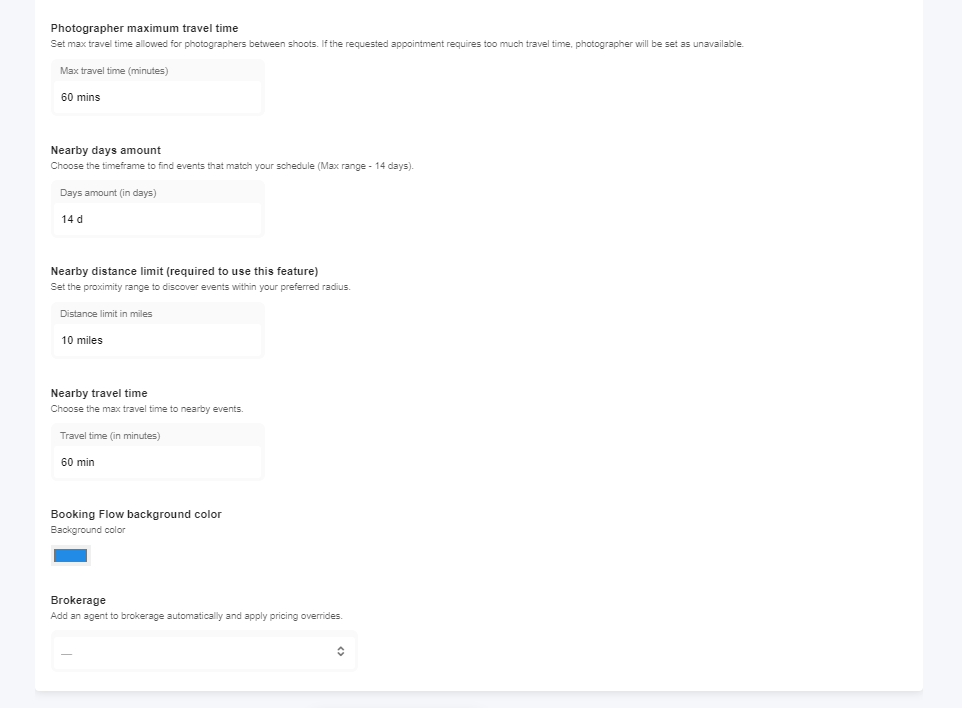 Photographer maximum travel time
Set max travel time allowed for photographers between shoots. If the requested appointment requires too much travel time, photographer will be set as unavailable.
Max travel time (minutes)
60 mins
Nearby days amount
Choose the timeframe to find events that match your schedule (Max range - 14 days).
Days amount (in days)
14 d
Nearby distance limit (required to use this feature)
Set the proximity range to discover events within your preferred radius.
Distance limit in miles
10 miles
Nearby travel time
Choose the max travel time to nearby events.
Travel time (in minutes)
60 min
Booking Flow background color
Background color
Brokerage
Add an agent to brokerage automatically and apply pricing overrides.
—